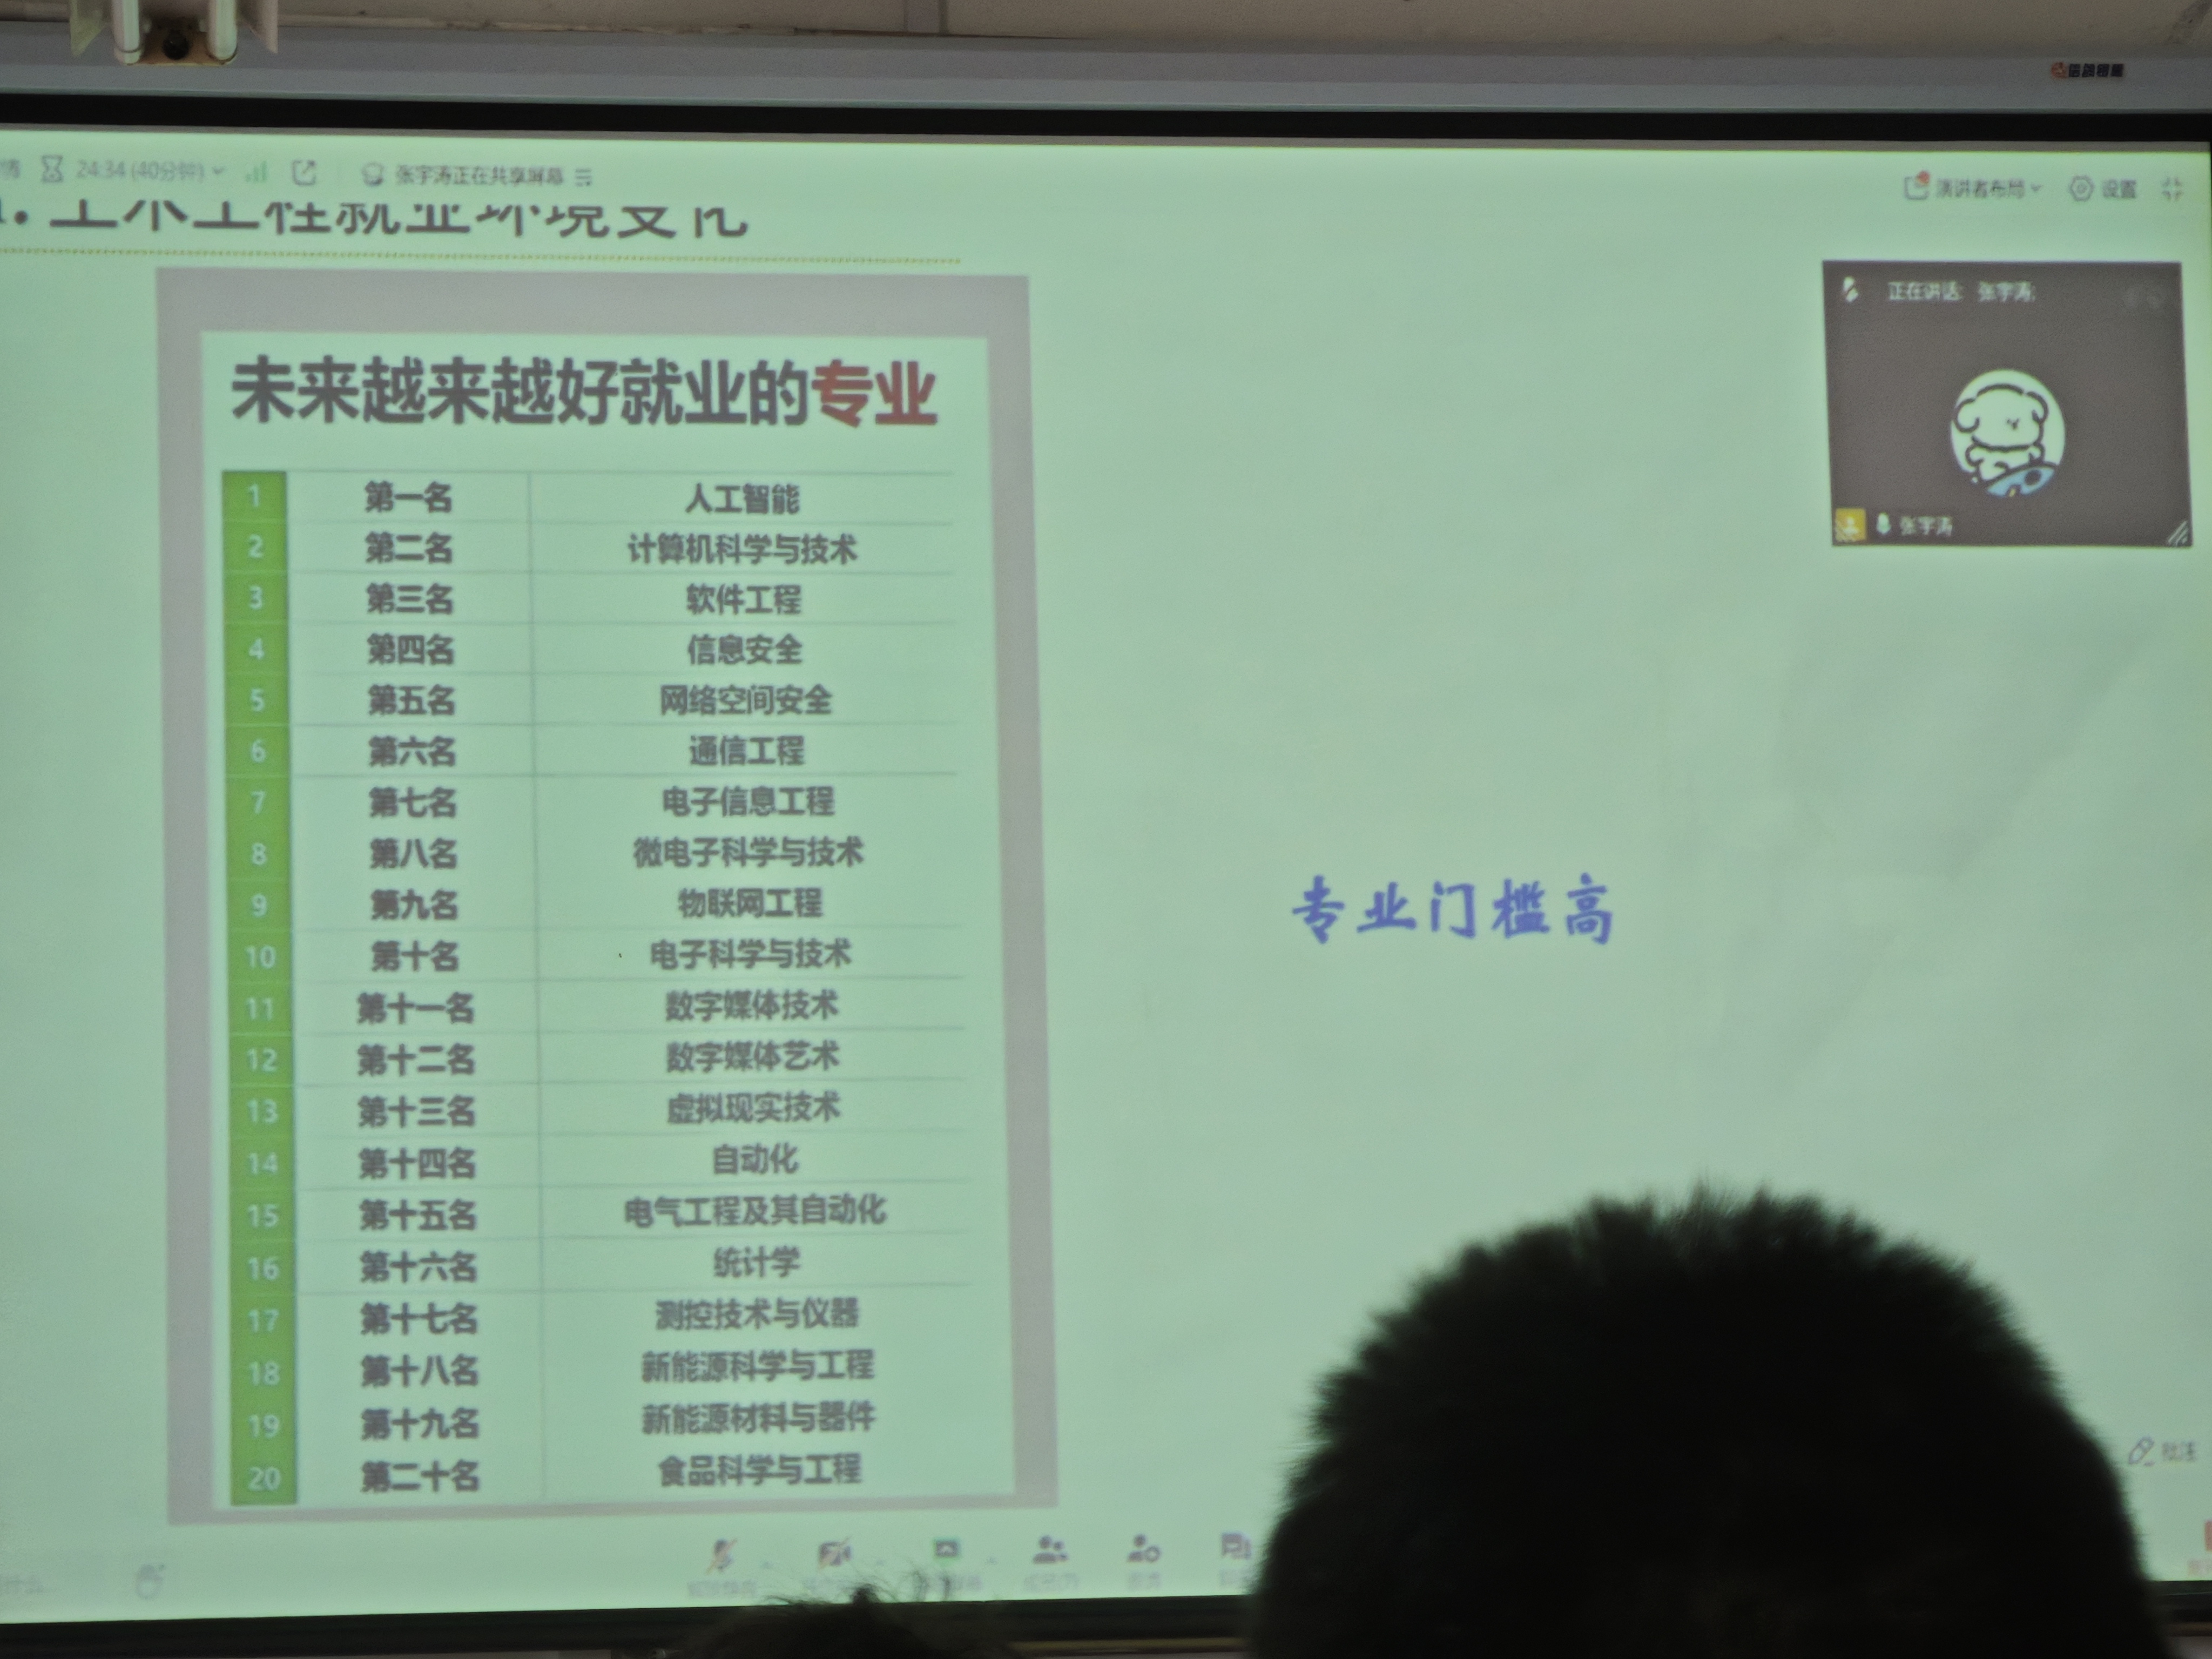 24:34 (40分钟)
张宇涛正在共享屏幕
演讲者布局
设置
就业环境变化
正在讲话: 张宇涛;
张宇涛
未来越来越好就业的专业
1 第一名 人工智能
2 第二名 计算机科学与技术
3 第三名 软件工程
4 第四名 信息安全
5 第五名 网络空间安全
6 第六名 通信工程
7 第七名 电子信息工程
8 第八名 微电子科学与技术
9 第九名 物联网工程
10 第十名 电子科学与技术
11 第十一名 数字媒体技术
12 第十二名 数字媒体艺术
13 第十三名 虚拟现实技术
14 第十四名 自动化
15 第十五名 电气工程及其自动化
16 第十六名 统计学
17 第十七名 测控技术与仪器
18 第十八名 新能源科学与工程
19 第十九名 新能源材料与器件
20 第二十名 食品科学与工程
专业门槛高
批注